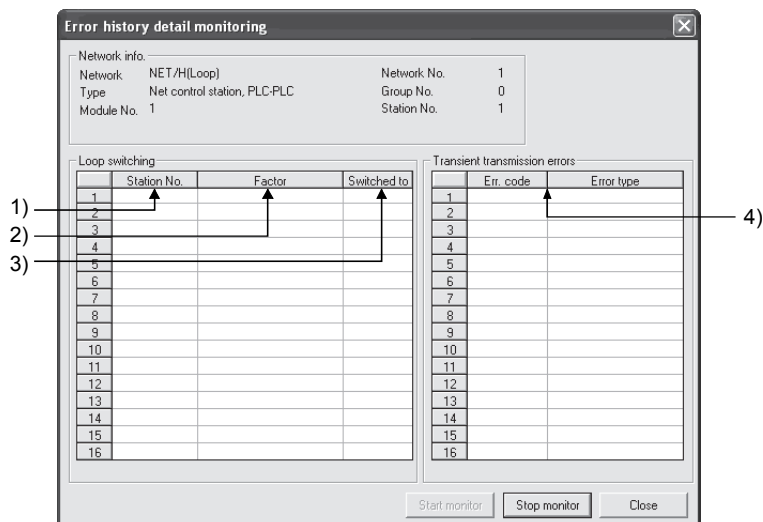 Error history detail monitoring
Network info.
Network NET/H(Loop) Network No. 1
Type Net control station, PLC-PLC Group No. 0
Module No. 1 Station No. 1
Loop switching Transient transmission errors
Station No. Factor Switched to Err. code Error type
1 1
1)
2 2
4)
2)
3 3
4 4
3)
5 5
6 6
7 7
8 8
9 9
10 10
11 11
12 12
13 13
14 14
15 15
16 16
Start monitor Stop monitor Close